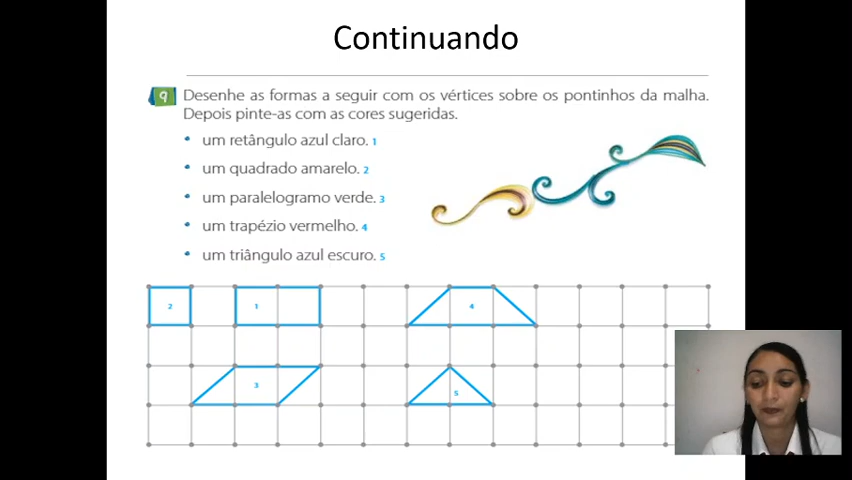 Continuando
9 Desenhe as formas a seguir com os vértices sobre os pontinhos da malha.
Depois pinte-as com as cores sugeridas.
• um retângulo azul claro. 1
• um quadrado amarelo. 2
• um paralelogramo verde. 3
• um trapézio vermelho. 4
• um triângulo azul escuro. 5
2 1 4
3 5